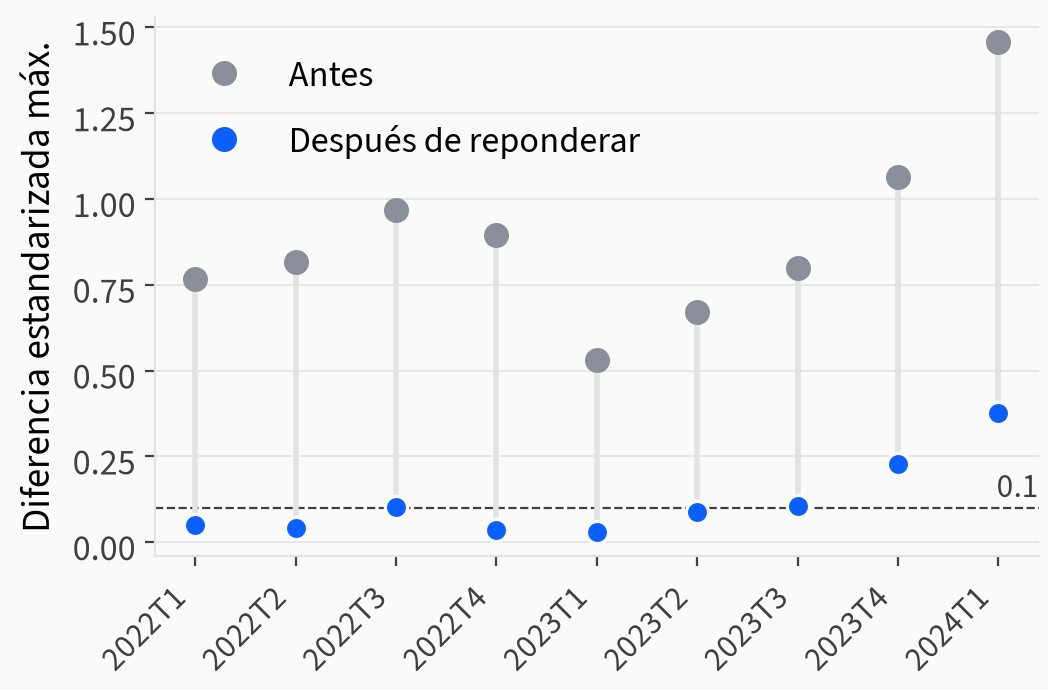 Diferencia estandarizada máx.
1.50
1.25
1.00
0.75
0.50
0.25
0.00
Antes
Después de reponderar
0.1
2022T1
2022T2
2022T3
2022T4
2023T1
2023T2
2023T3
2023T4
2024T1